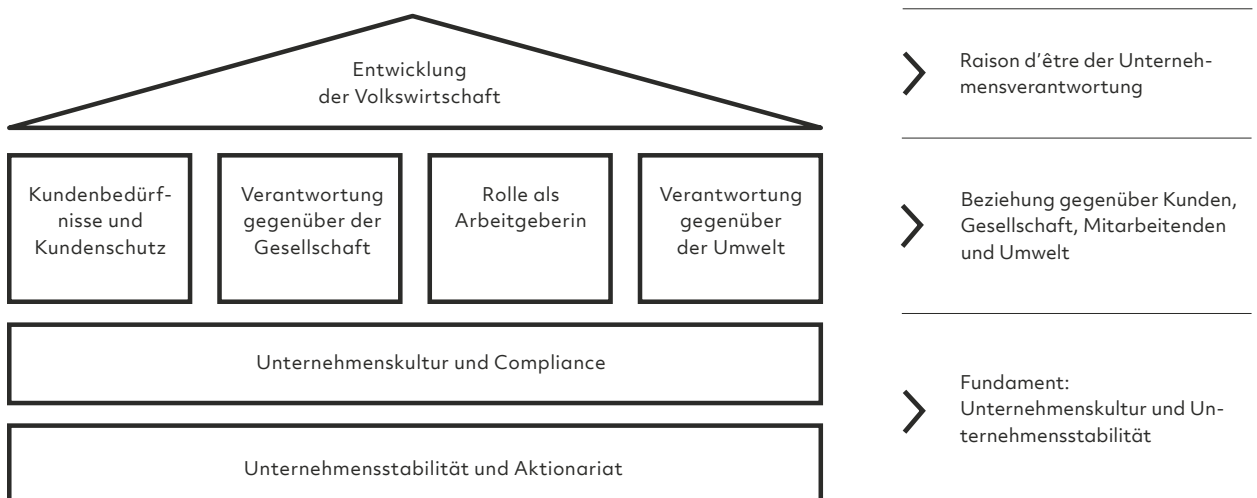 Entwicklung
der Volkswirtschaft
Raison d'être der Unterneh-
mensverantwortung
Kundenbedürf-
nisse und
Kundenschutz
Verantwortung
gegenüber der
Gesellschaft
Rolle als
Arbeitgeberin
Verantwortung
gegenüber
der Umwelt
Beziehung gegenüber Kunden,
Gesellschaft, Mitarbeitenden
und Umwelt
Unternehmenskultur und Compliance
Unternehmensstabilität und Aktionariat
Fundament:
Unternehmenskultur und Un-
ternehmensstabilität